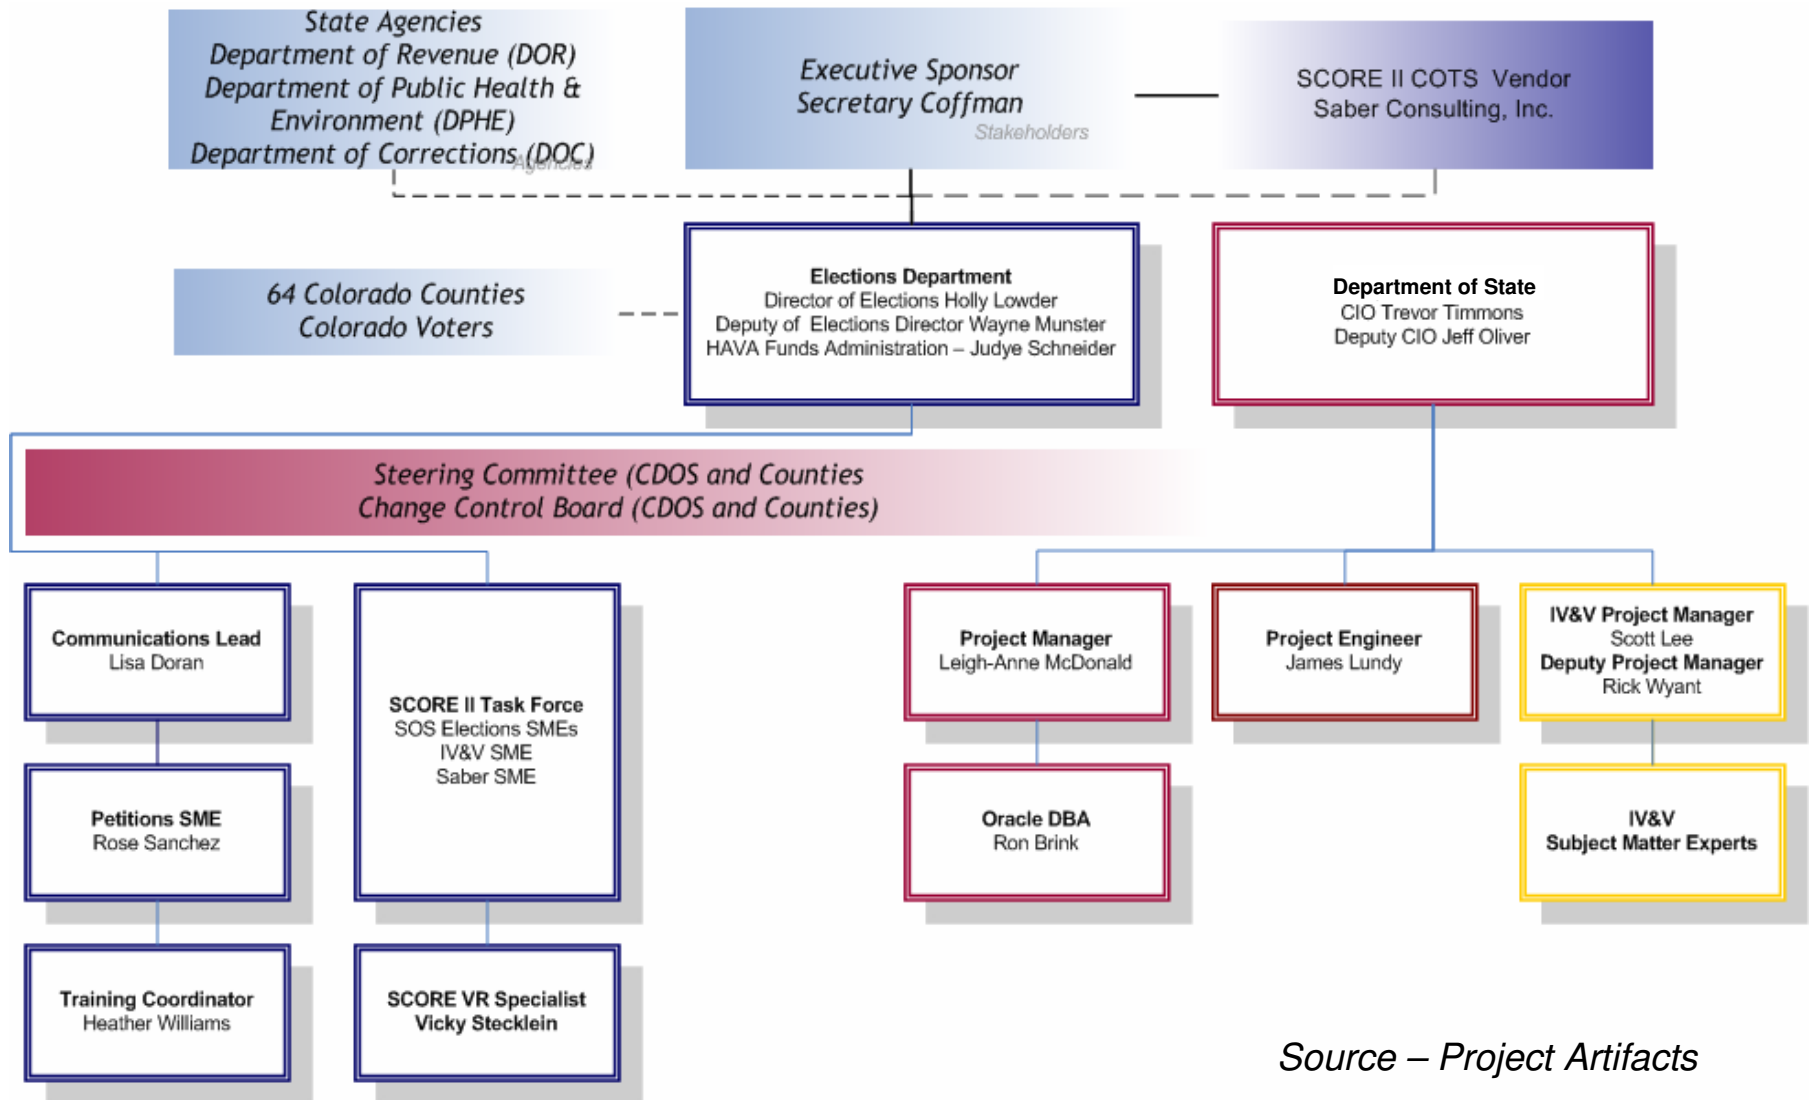 State Agencies
Department of Revenue (DOR)
Department of Public Health &
Environment (DPHE)
Department of Corrections (DOC)
Agencies
Executive Sponsor
Secretary Coffman
Stakeholders
SCORE II COTS Vendor
Saber Consulting, Inc.
64 Colorado Counties
Colorado Voters
Elections Department
Director of Elections Holly Lowder
Deputy of Elections Director Wayne Munster
HAVA Funds Administration – Judye Schneider
Department of State
CIO Trevor Timmons
Deputy CIO Jeff Oliver
Steering Committee (CDOS and Counties
Change Control Board (CDOS and Counties)
Communications Lead
Lisa Doran
SCORE II Task Force
SOS Elections SMEs
IV&V SME
Saber SME
Project Manager
Leigh-Anne McDonald
Project Engineer
James Lundy
IV&V Project Manager
Scott Lee
Deputy Project Manager
Rick Wyant
Petitions SME
Rose Sanchez
Oracle DBA
Ron Brink
IV&V
Subject Matter Experts
Training Coordinator
Heather Williams
SCORE VR Specialist
Vicky Stecklein
Source – Project Artifacts